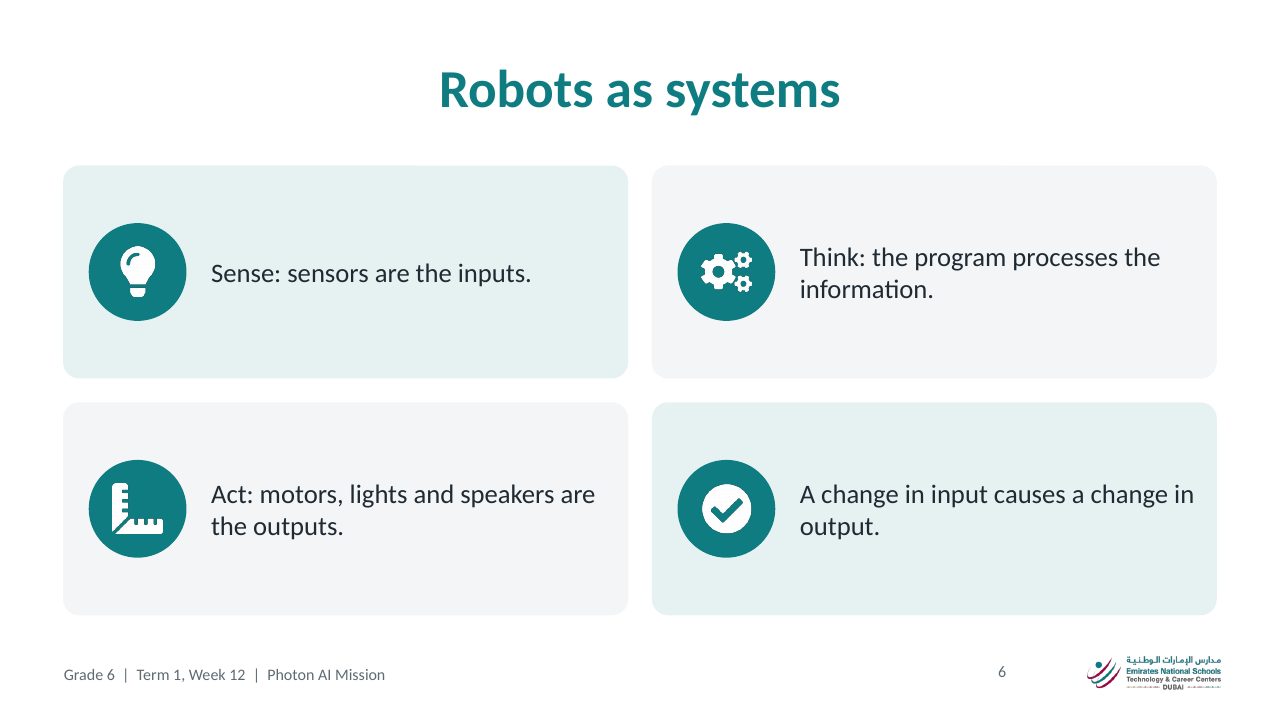 Robots as systems
Sense: sensors are the inputs.
Think: the program processes the
information.
Act: motors, lights and speakers are
the outputs.
A change in input causes a change in
output.
Grade 6 | Term 1, Week 12 | Photon AI Mission
6
مدارس الإمارات الوطنية
Emirates National Schools
Technology & Career Centers
DUBAI